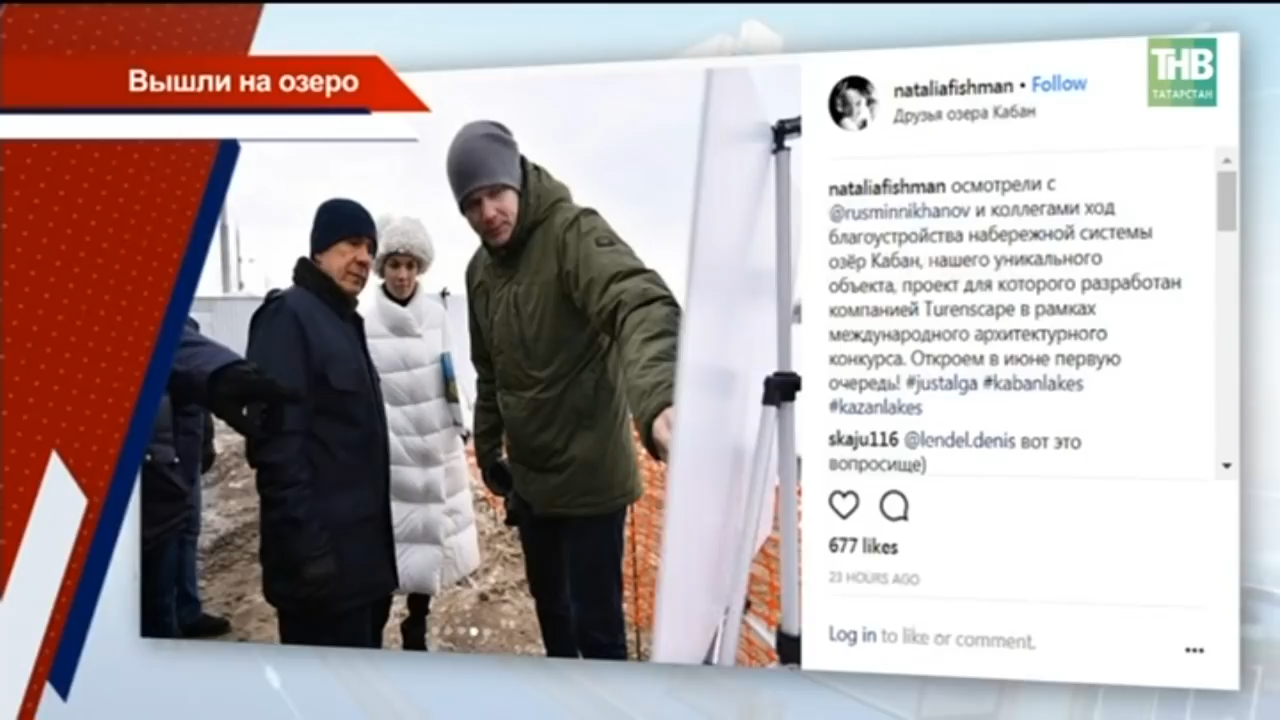 Вышли на озеро
ТНВ
ТАТАРСТАН
nataliafishman • Follow
Друзья озера Кабан
nataliafishman осмотрели с
@rusminnikhanov и коллегами ход
благоустройства набережной системы
озёр Кабан, нашего уникального
объекта, проект для которого разработан
компанией Turenscape в рамках
международного архитектурного
конкурса. Откроем в июне первую
очередь! #justalga #kabanlakes
#kazanlakes
skaju116 @lendel.denis вот это
вопросище)
677 likes
23 HOURS AGO
Log in to like or comment.